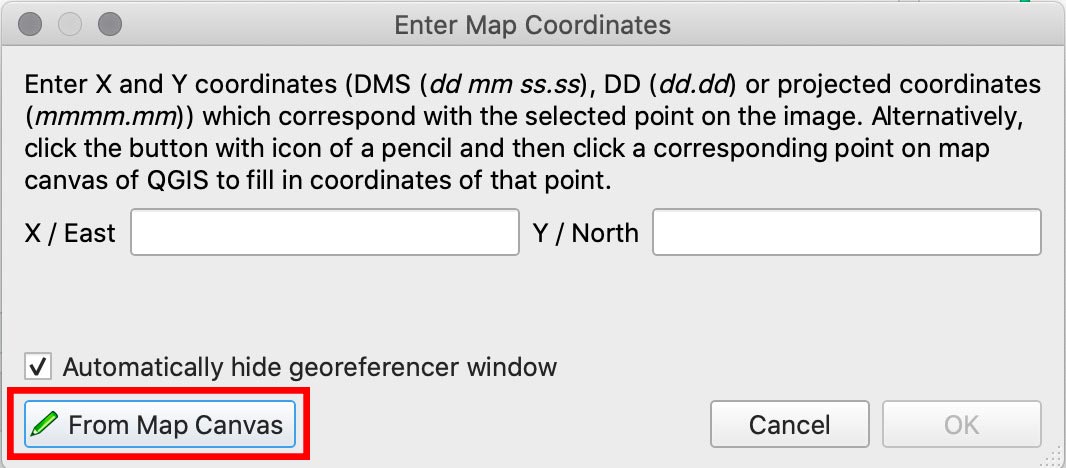 Enter Map Coordinates
Enter X and Y coordinates (DMS (dd mm ss.ss), DD (dd.dd) or projected coordinates
(mmmm.mm)) which correspond with the selected point on the image. Alternatively,
click the button with icon of a pencil and then click a corresponding point on map
canvas of QGIS to fill in coordinates of that point.
X / East Y / North
Automatically hide georeferencer window
From Map Canvas Cancel OK